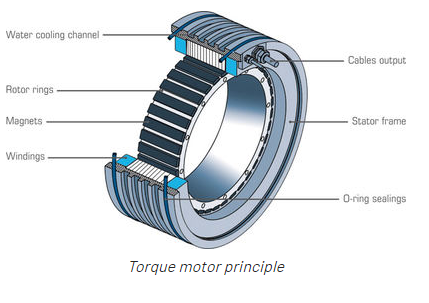 Water cooling channel
Cables output
Rotor rings
Magnets
Stator frame
Windings
O-ring sealings
Torque motor principle